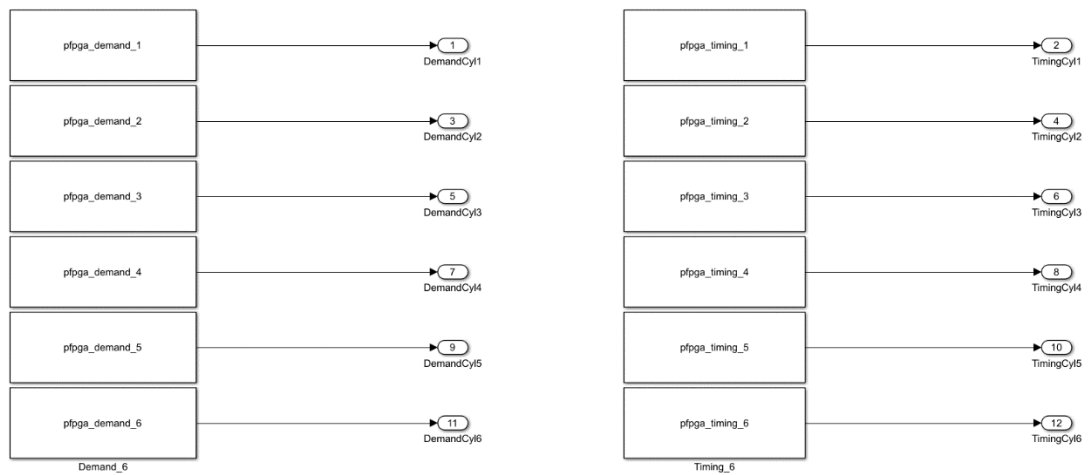 pfpga_demand_1
1
DemandCyl1
pfpga_timing_1
2
TimingCyl1
pfpga_demand_2
3
DemandCyl2
pfpga_timing_2
4
TimingCyl2
pfpga_demand_3
5
DemandCyl3
pfpga_timing_3
6
TimingCyl3
pfpga_demand_4
7
DemandCyl4
pfpga_timing_4
8
TimingCyl4
pfpga_demand_5
9
DemandCyl5
pfpga_timing_5
10
TimingCyl5
pfpga_demand_6
11
DemandCyl6
pfpga_timing_6
12
TimingCyl6
Demand_6
Timing_6